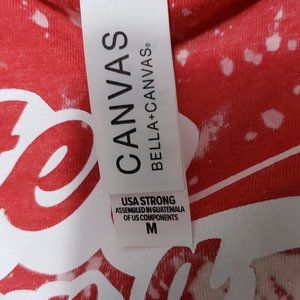 CANVAS
BELLA+CANVAS®
USA STRONG
ASSEMBLED IN GUATEMALA
OF US COMPONENTS
M